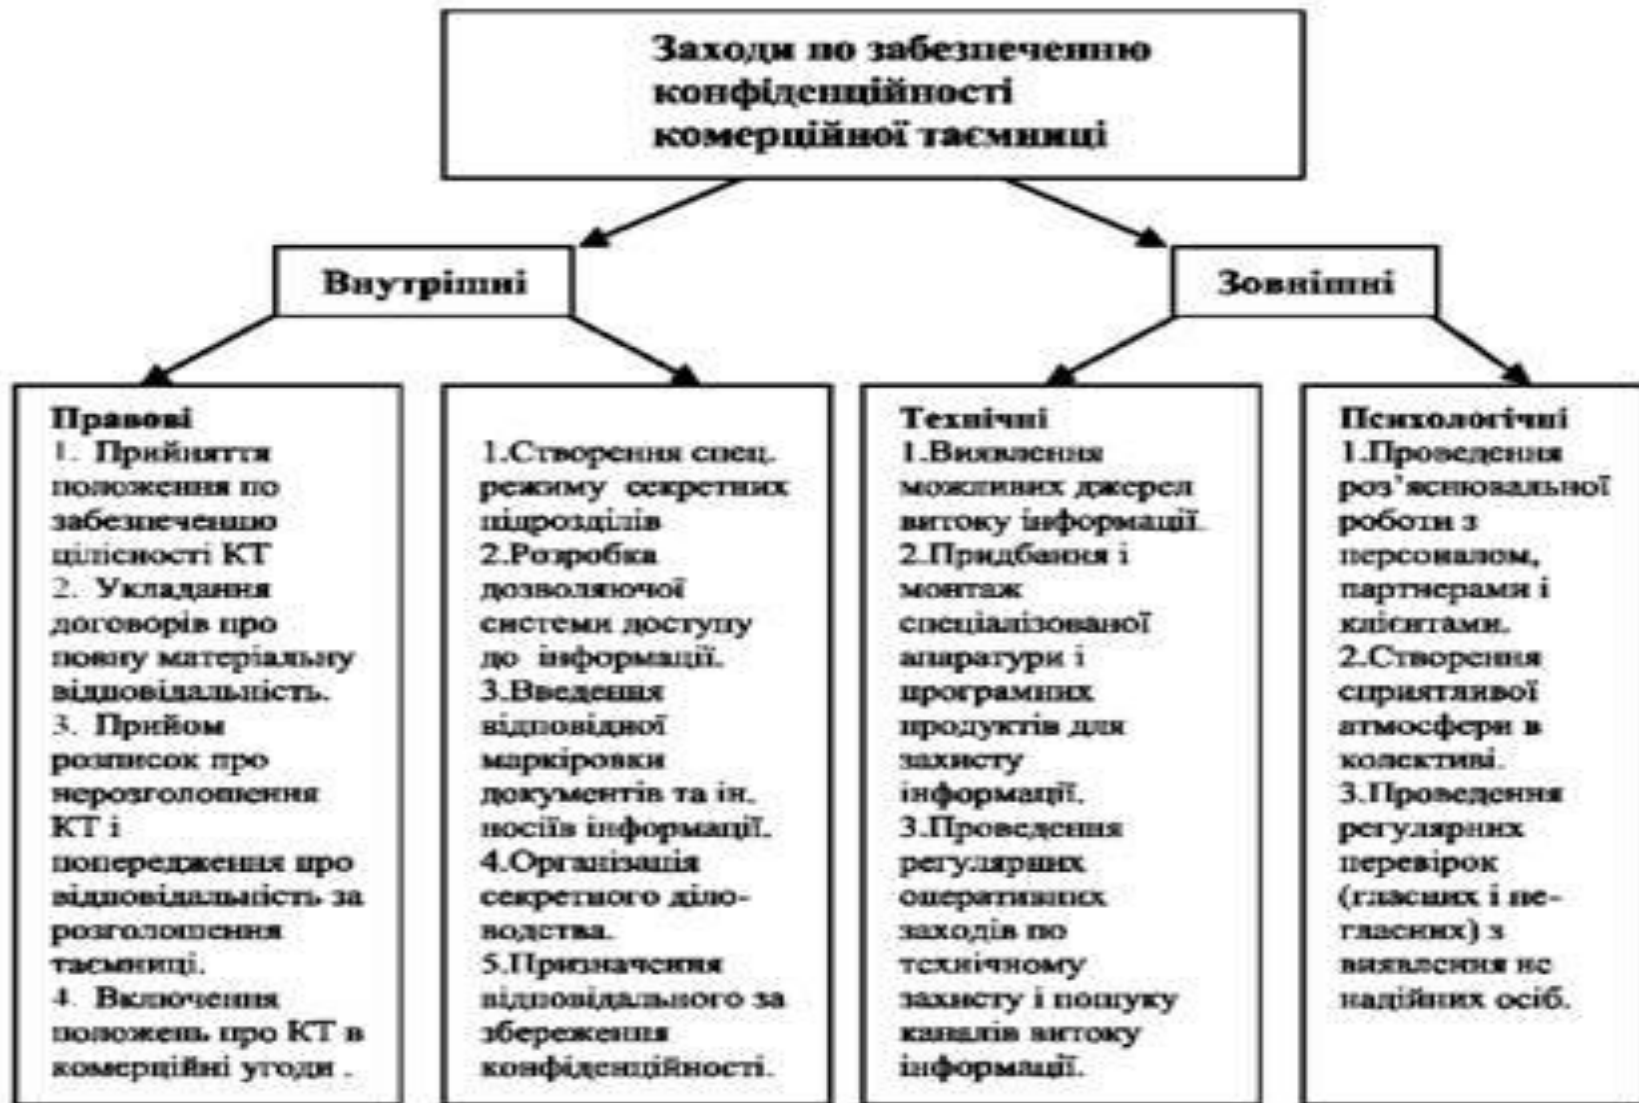 Заходи по забезпеченню
конфіденційності
комерційної таємниці
Внутрішні
Зовнішні
Правові
1. Прийняття
положення по
забезпеченню
цілісності КТ
2. Укладання
договорів про
повну матеріальну
відповідальність.
3. Прийом
розписок про
нерозголошення
КТ і
попередження про
відповідальність за
розголошення
таємниці.
4. Включення
положень про КТ в
комерційні угоди .
1.Створення спец.
режиму секретних
підрозділів
2.Розробка
дозволяючої
системи доступу
до інформації.
3.Введення
відповідної
маркіровки
документів та ін.
носіїв інформації.
4.Організація
секретного діло-
водства.
5.Призначення
відповідального за
збереження
конфіденційності.
Технічні
1.Виявлення
можливих джерел
витоку інформації.
2.Придбання і
монтаж
спеціалізованої
апаратури і
програмних
продуктів для
захисту
інформації.
3.Проведення
регулярних
оперативних
заходів по
технічному
захисту і пошуку
каналів витоку
інформації.
Психологічні
1.Проведення
роз’яснювальної
роботи з
персоналом,
партнерами і
клієнтами.
2.Створення
сприятливої
атмосфери в
колективі.
3.Проведення
регулярних
перевірок
(гласних і не-
гласних) з
виявлення не
надійних осіб.